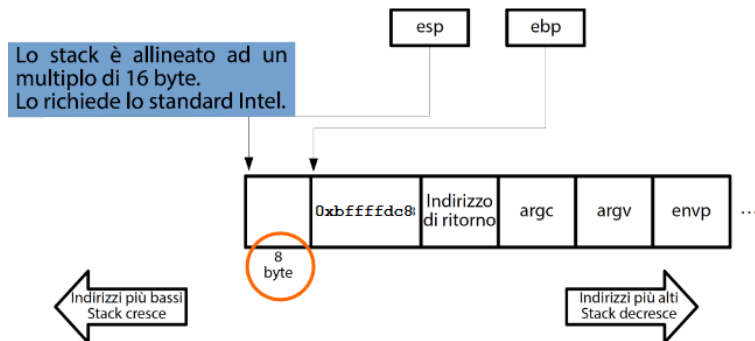 esp
ebp
Lo stack è allineato ad un
multiplo di 16 byte.
Lo richiede lo standard Intel.
0xbffffdc8
Indirizzo
di ritorno
argc
argv
envp
...
8
byte
Indirizzi più bassi
Stack cresce
Indirizzi più alti
Stack decresce